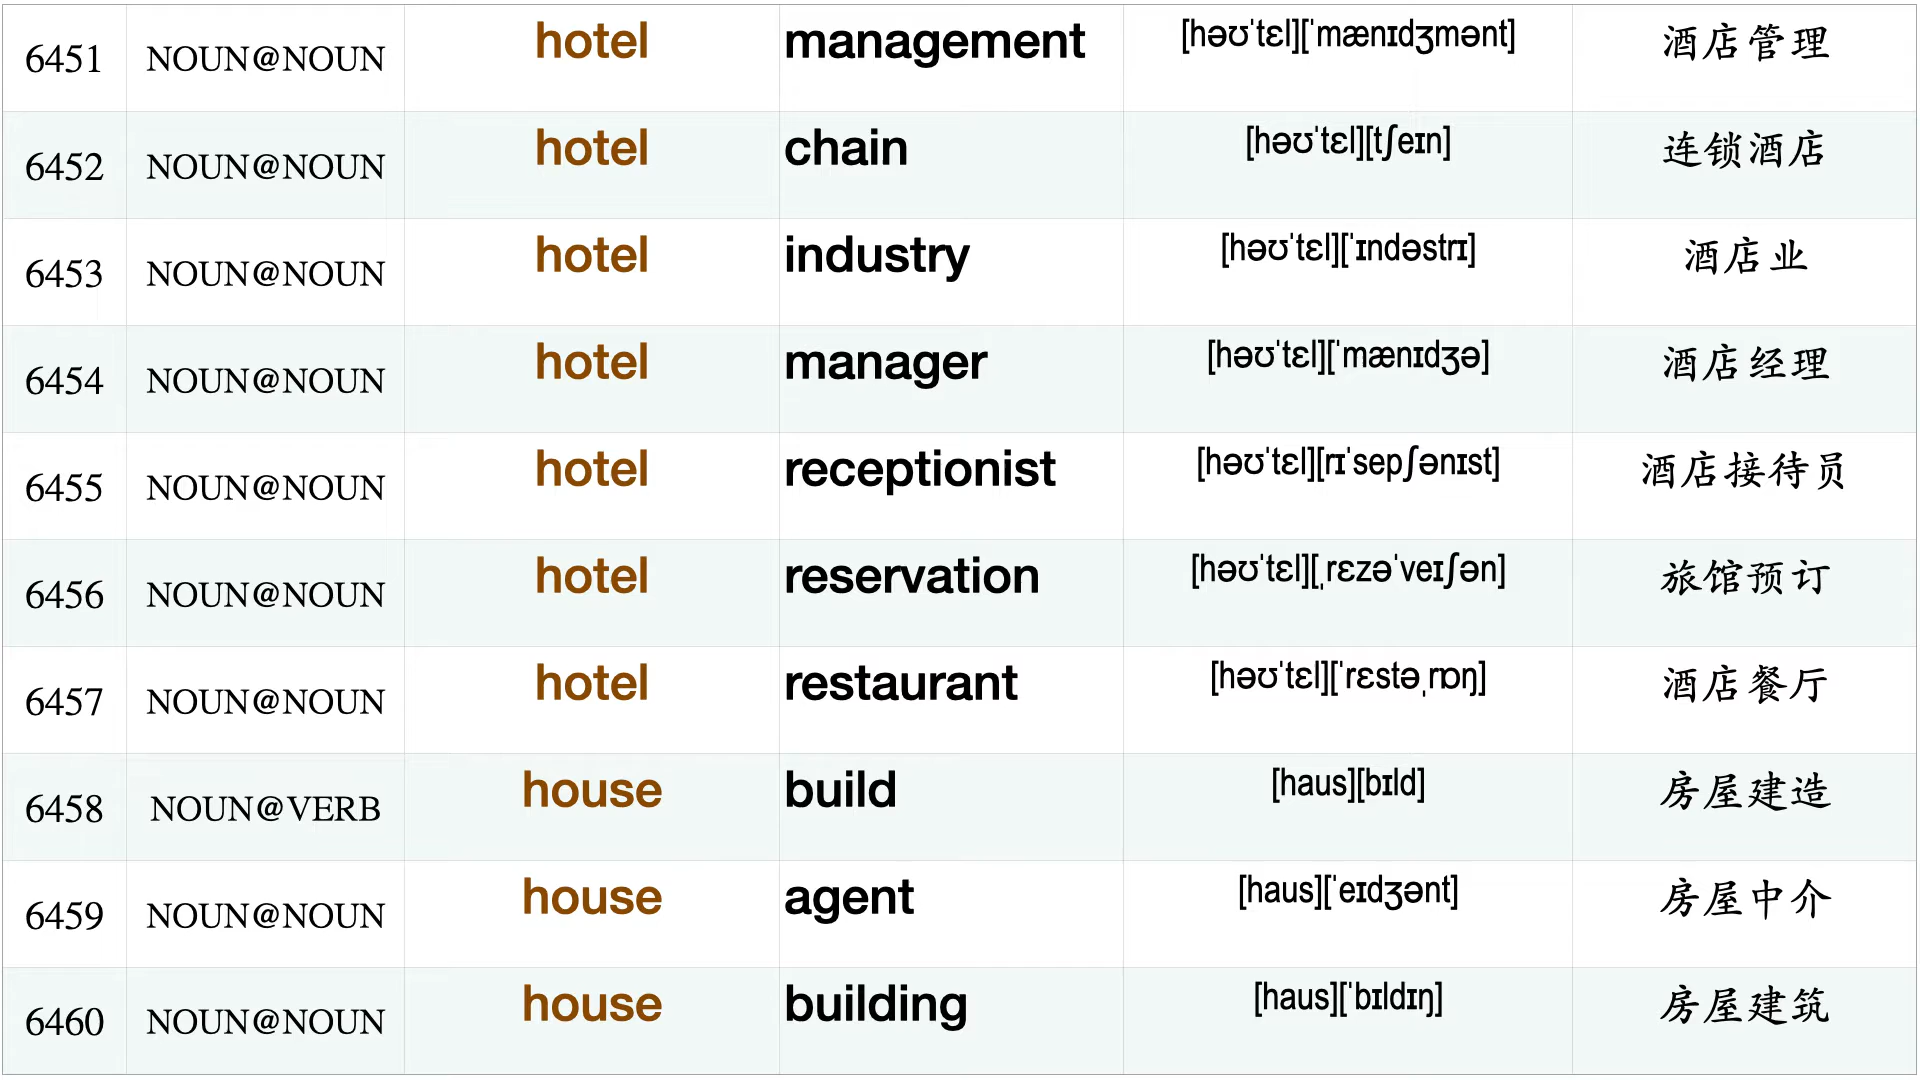 6451 NOUN@NOUN hotel management [həʊˈtɛl][ˈmænɪdʒmənt] 酒店管理
6452 NOUN@NOUN hotel chain [həʊˈtɛl][tʃeɪn] 连锁酒店
6453 NOUN@NOUN hotel industry [həʊˈtɛl][ˈɪndəstrɪ] 酒店业
6454 NOUN@NOUN hotel manager [həʊˈtɛl][ˈmænɪdʒə] 酒店经理
6455 NOUN@NOUN hotel receptionist [həʊˈtɛl][rɪˈsepʃənɪst] 酒店接待员
6456 NOUN@NOUN hotel reservation [həʊˈtɛl][ˌrɛzəˈveɪʃən] 旅馆预订
6457 NOUN@NOUN hotel restaurant [həʊˈtɛl][ˈrɛstəˌrɒŋ] 酒店餐厅
6458 NOUN@VERB house build [haus][bɪld] 房屋建造
6459 NOUN@NOUN house agent [haus][ˈeɪdʒənt] 房屋中介
6460 NOUN@NOUN house building [haus][ˈbɪldɪŋ] 房屋建筑